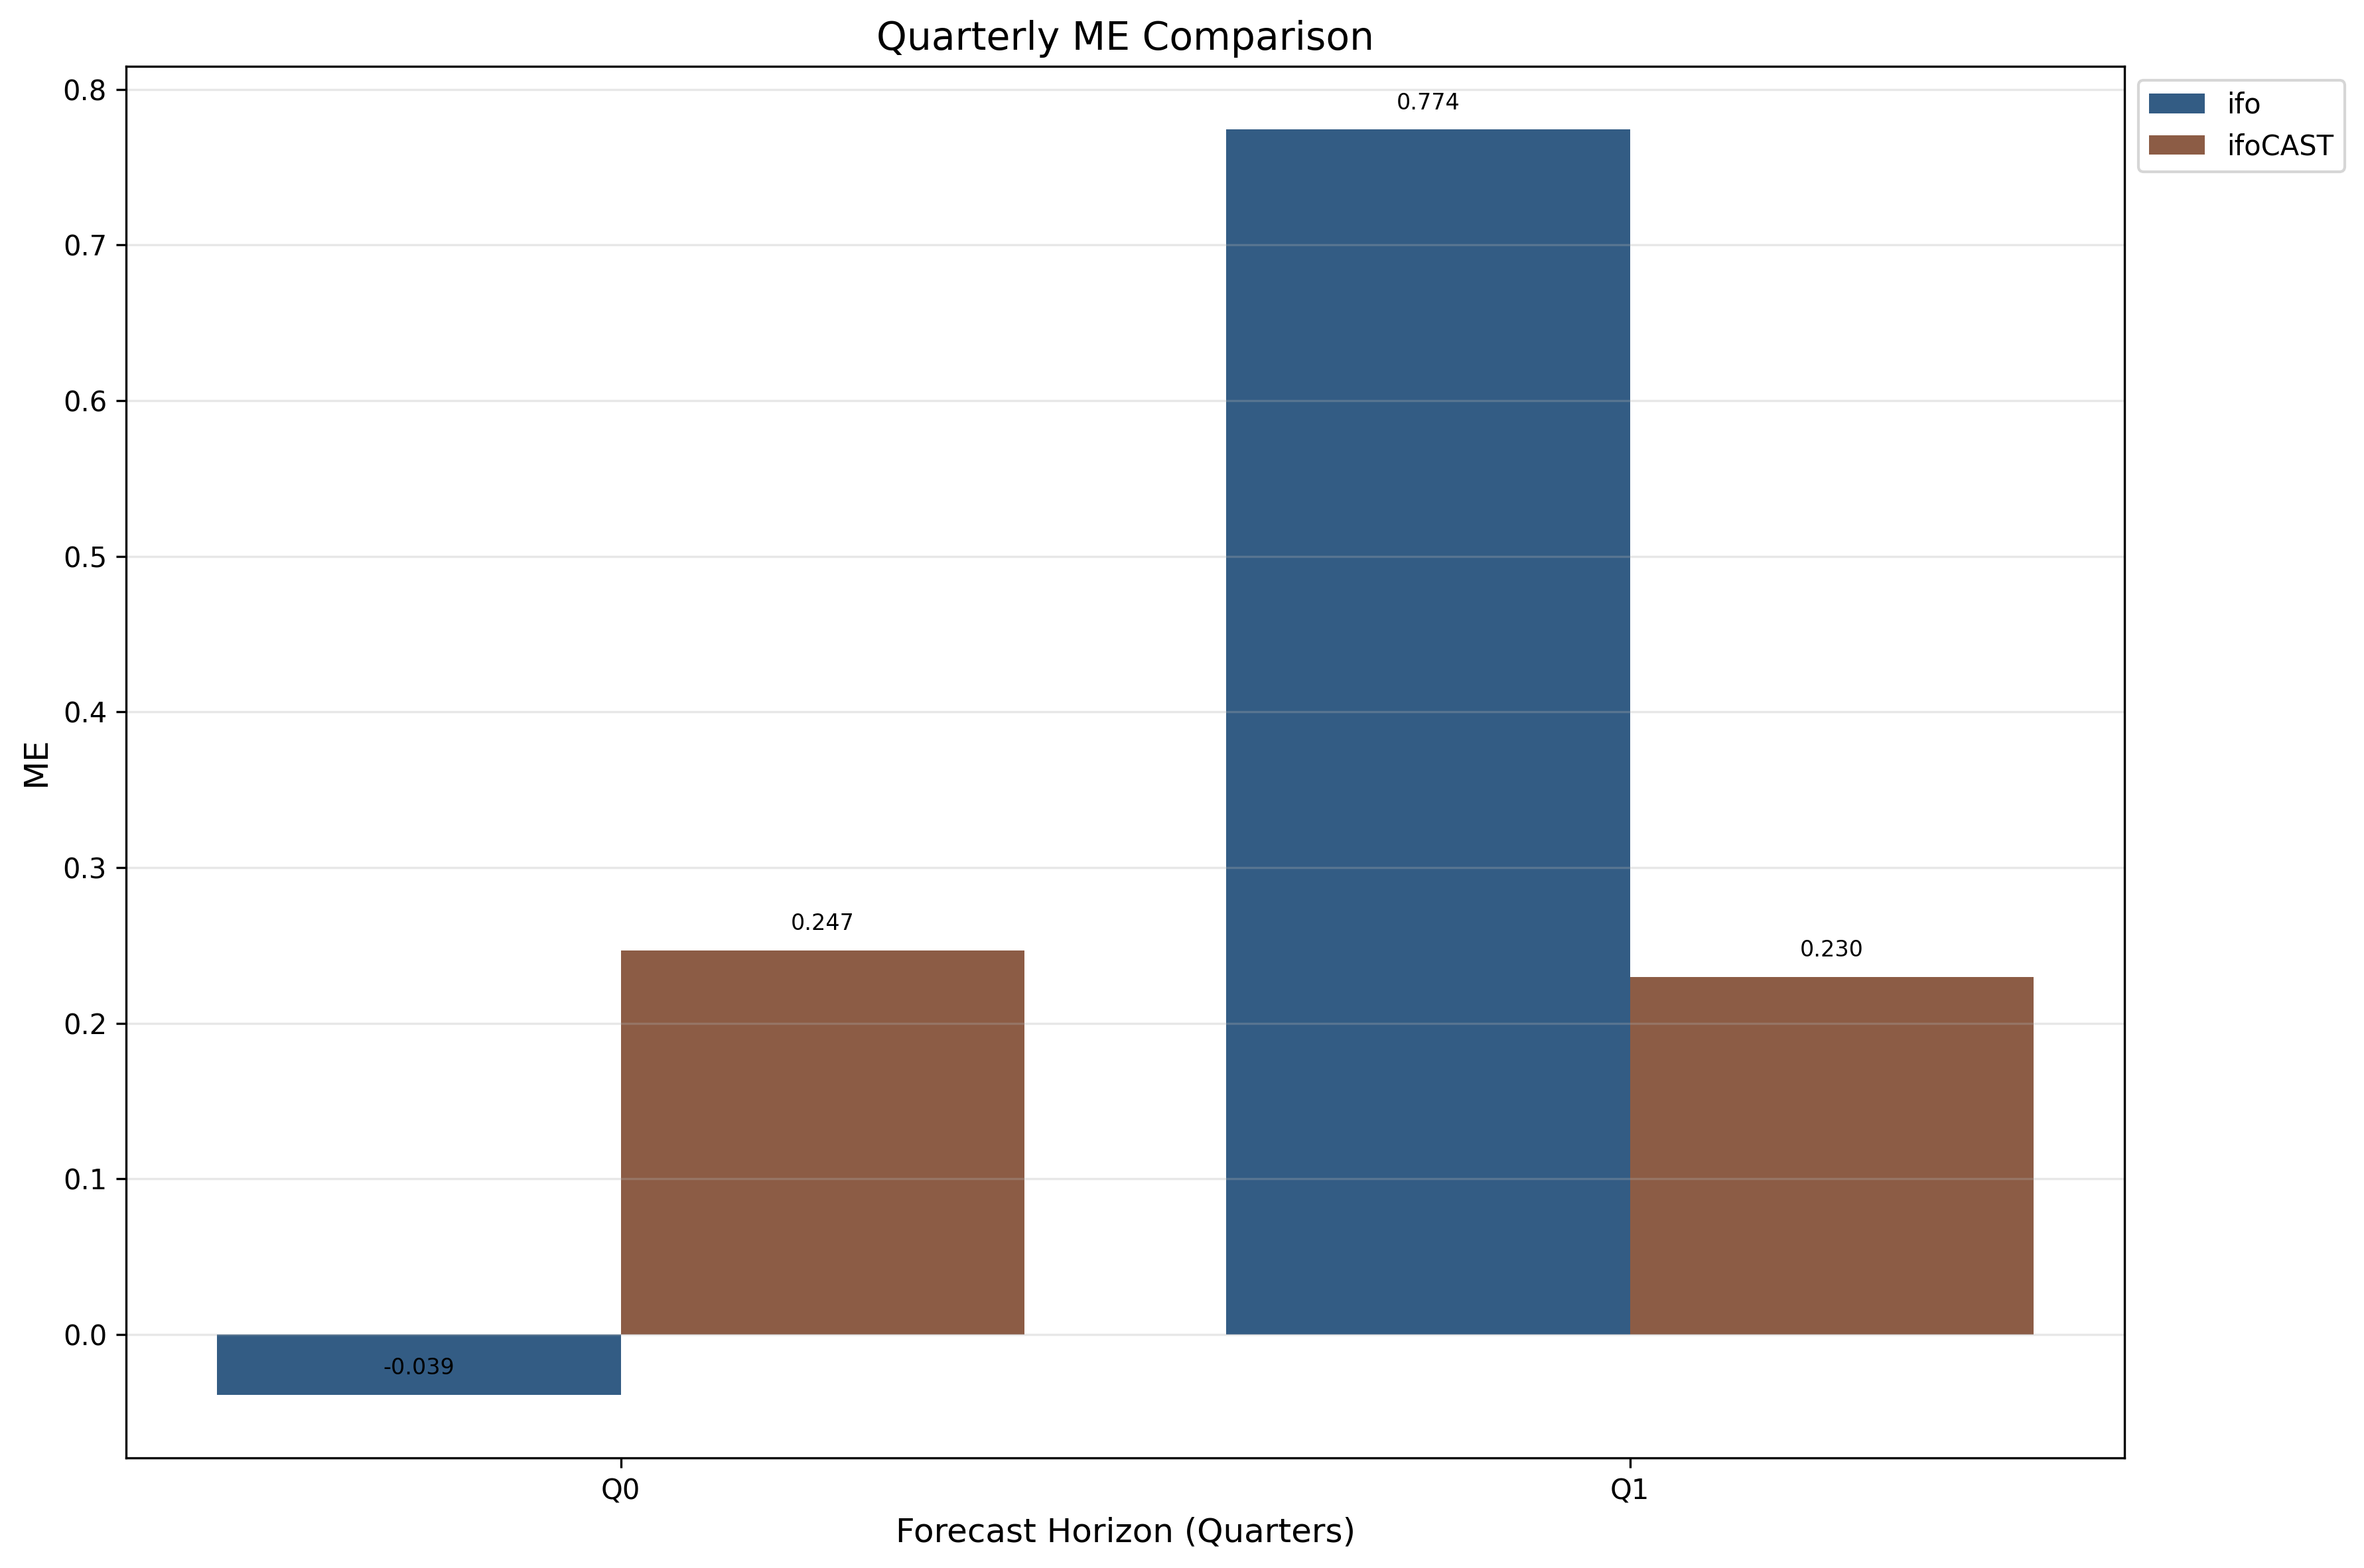 Quarterly ME Comparison
ifo
ifoCAST
ME
0.8
0.7
0.6
0.5
0.4
0.3
0.2
0.1
0.0
0.774
0.247
0.230
-0.039
Q0
Q1
Forecast Horizon (Quarters)